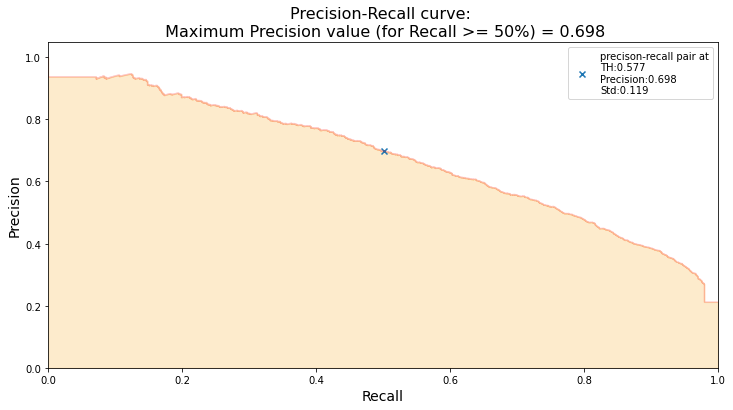 Precision-Recall curve:
Maximum Precision value (for Recall >= 50%) = 0.698
precison-recall pair at
TH:0.577
Precision:0.698
Std:0.119
Precision
1.0
0.8
0.6
0.4
0.2
0.0
0.0 0.2 0.4 0.6 0.8 1.0
Recall